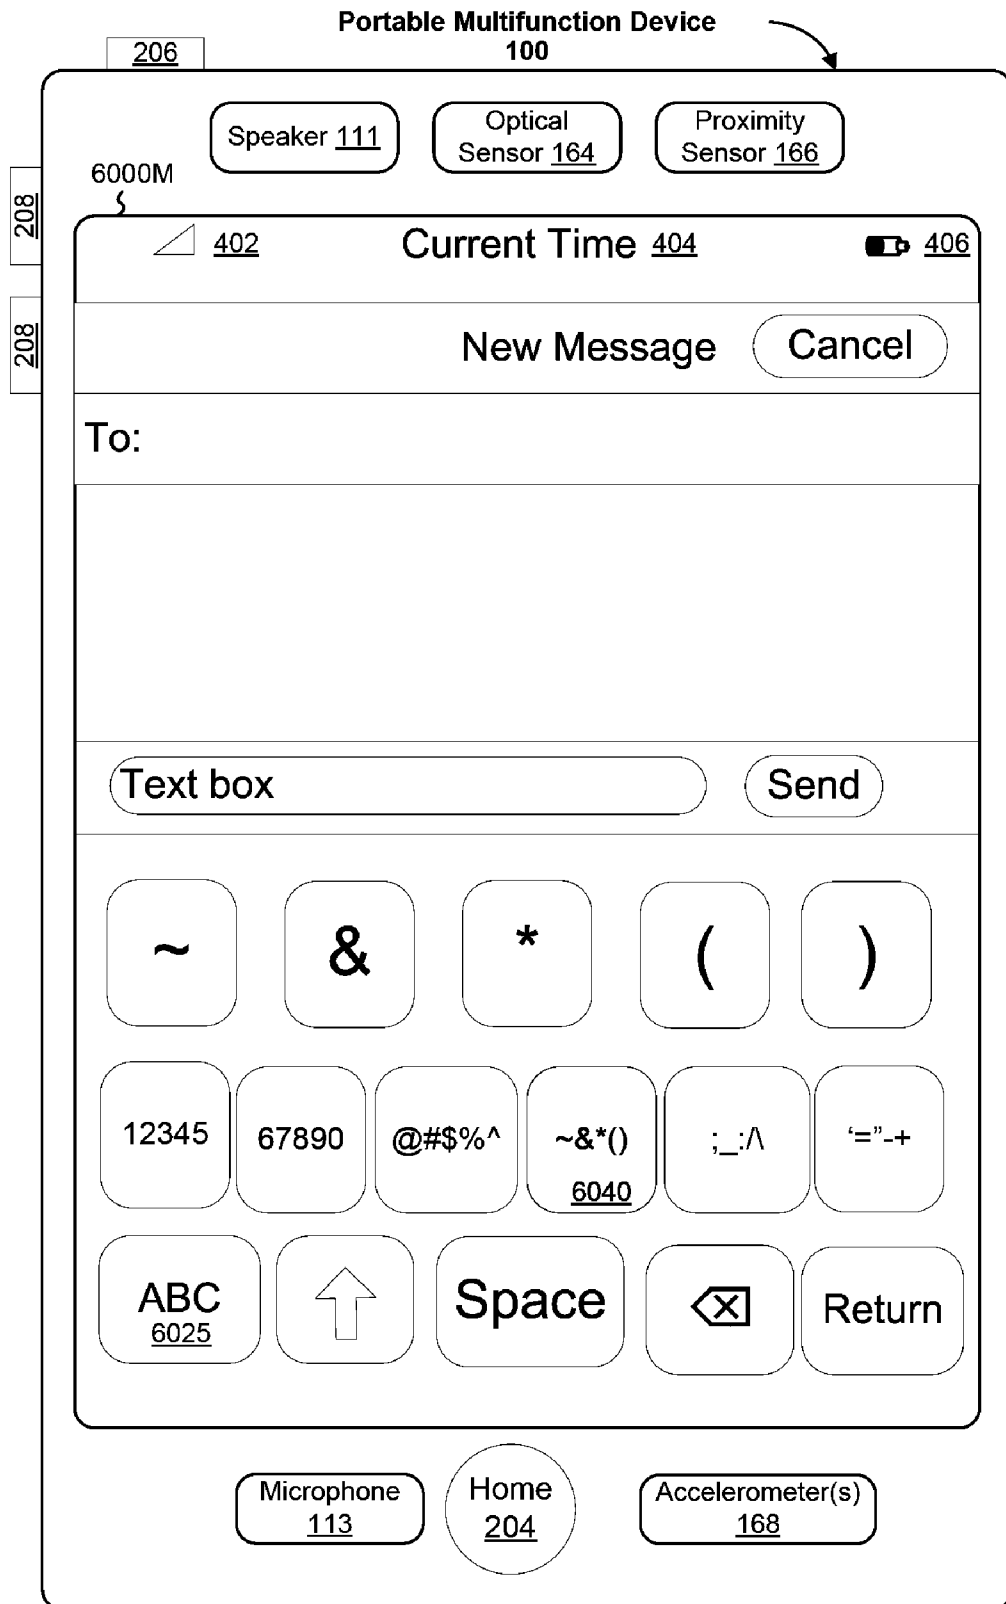 Portable Multifunction Device
100
206
Speaker 111
Optical
Sensor 164
Proximity
Sensor 166
6000M
208
402
Current Time 404
406
208
New Message
Cancel
To:
Text box
Send
~
&
*
(
)
12345
67890
@#$%^
~&*()
6040
;_:/\
‘=”-+
ABC
6025
Space
Return
Microphone
113
Home
204
Accelerometer(s)
168